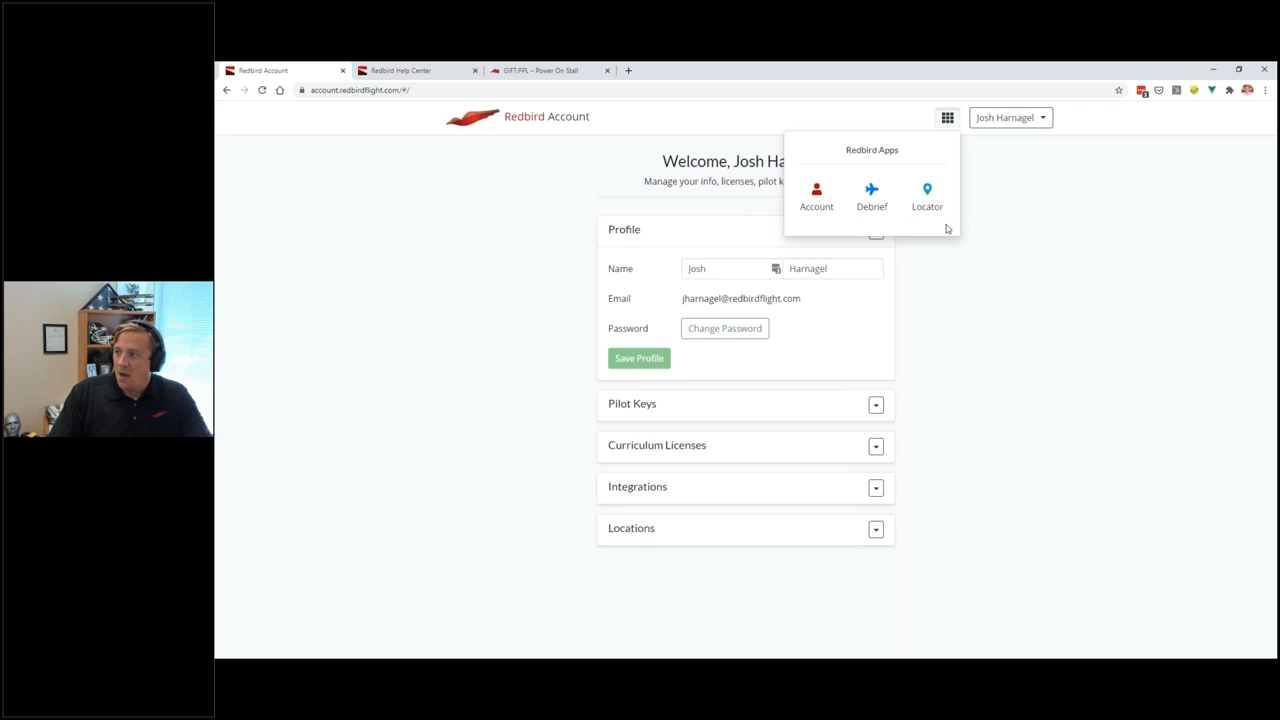 Redbird Account
Redbird Help Center
GIFT:PPL – Power On Stall
account.redbirdflight.com/#/
Redbird Account
Josh Harnagel
Redbird Apps
Account
Debrief
Locator
Welcome, Josh Ha
Manage your info, licenses, pilot k
Profile
Name
Josh
Harnagel
Email
jharnagel@redbirdflight.com
Password
Change Password
Save Profile
Pilot Keys
Curriculum Licenses
Integrations
Locations